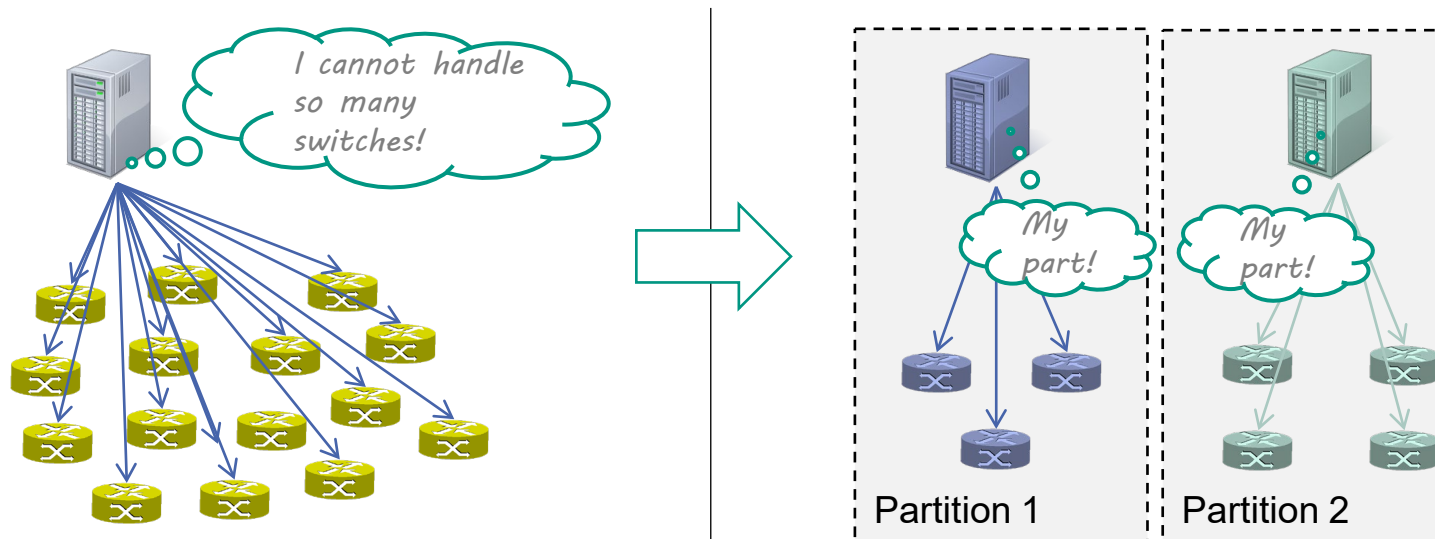 I cannot handle
so many
switches!
My
part!
My
part!
Partition 1
Partition 2